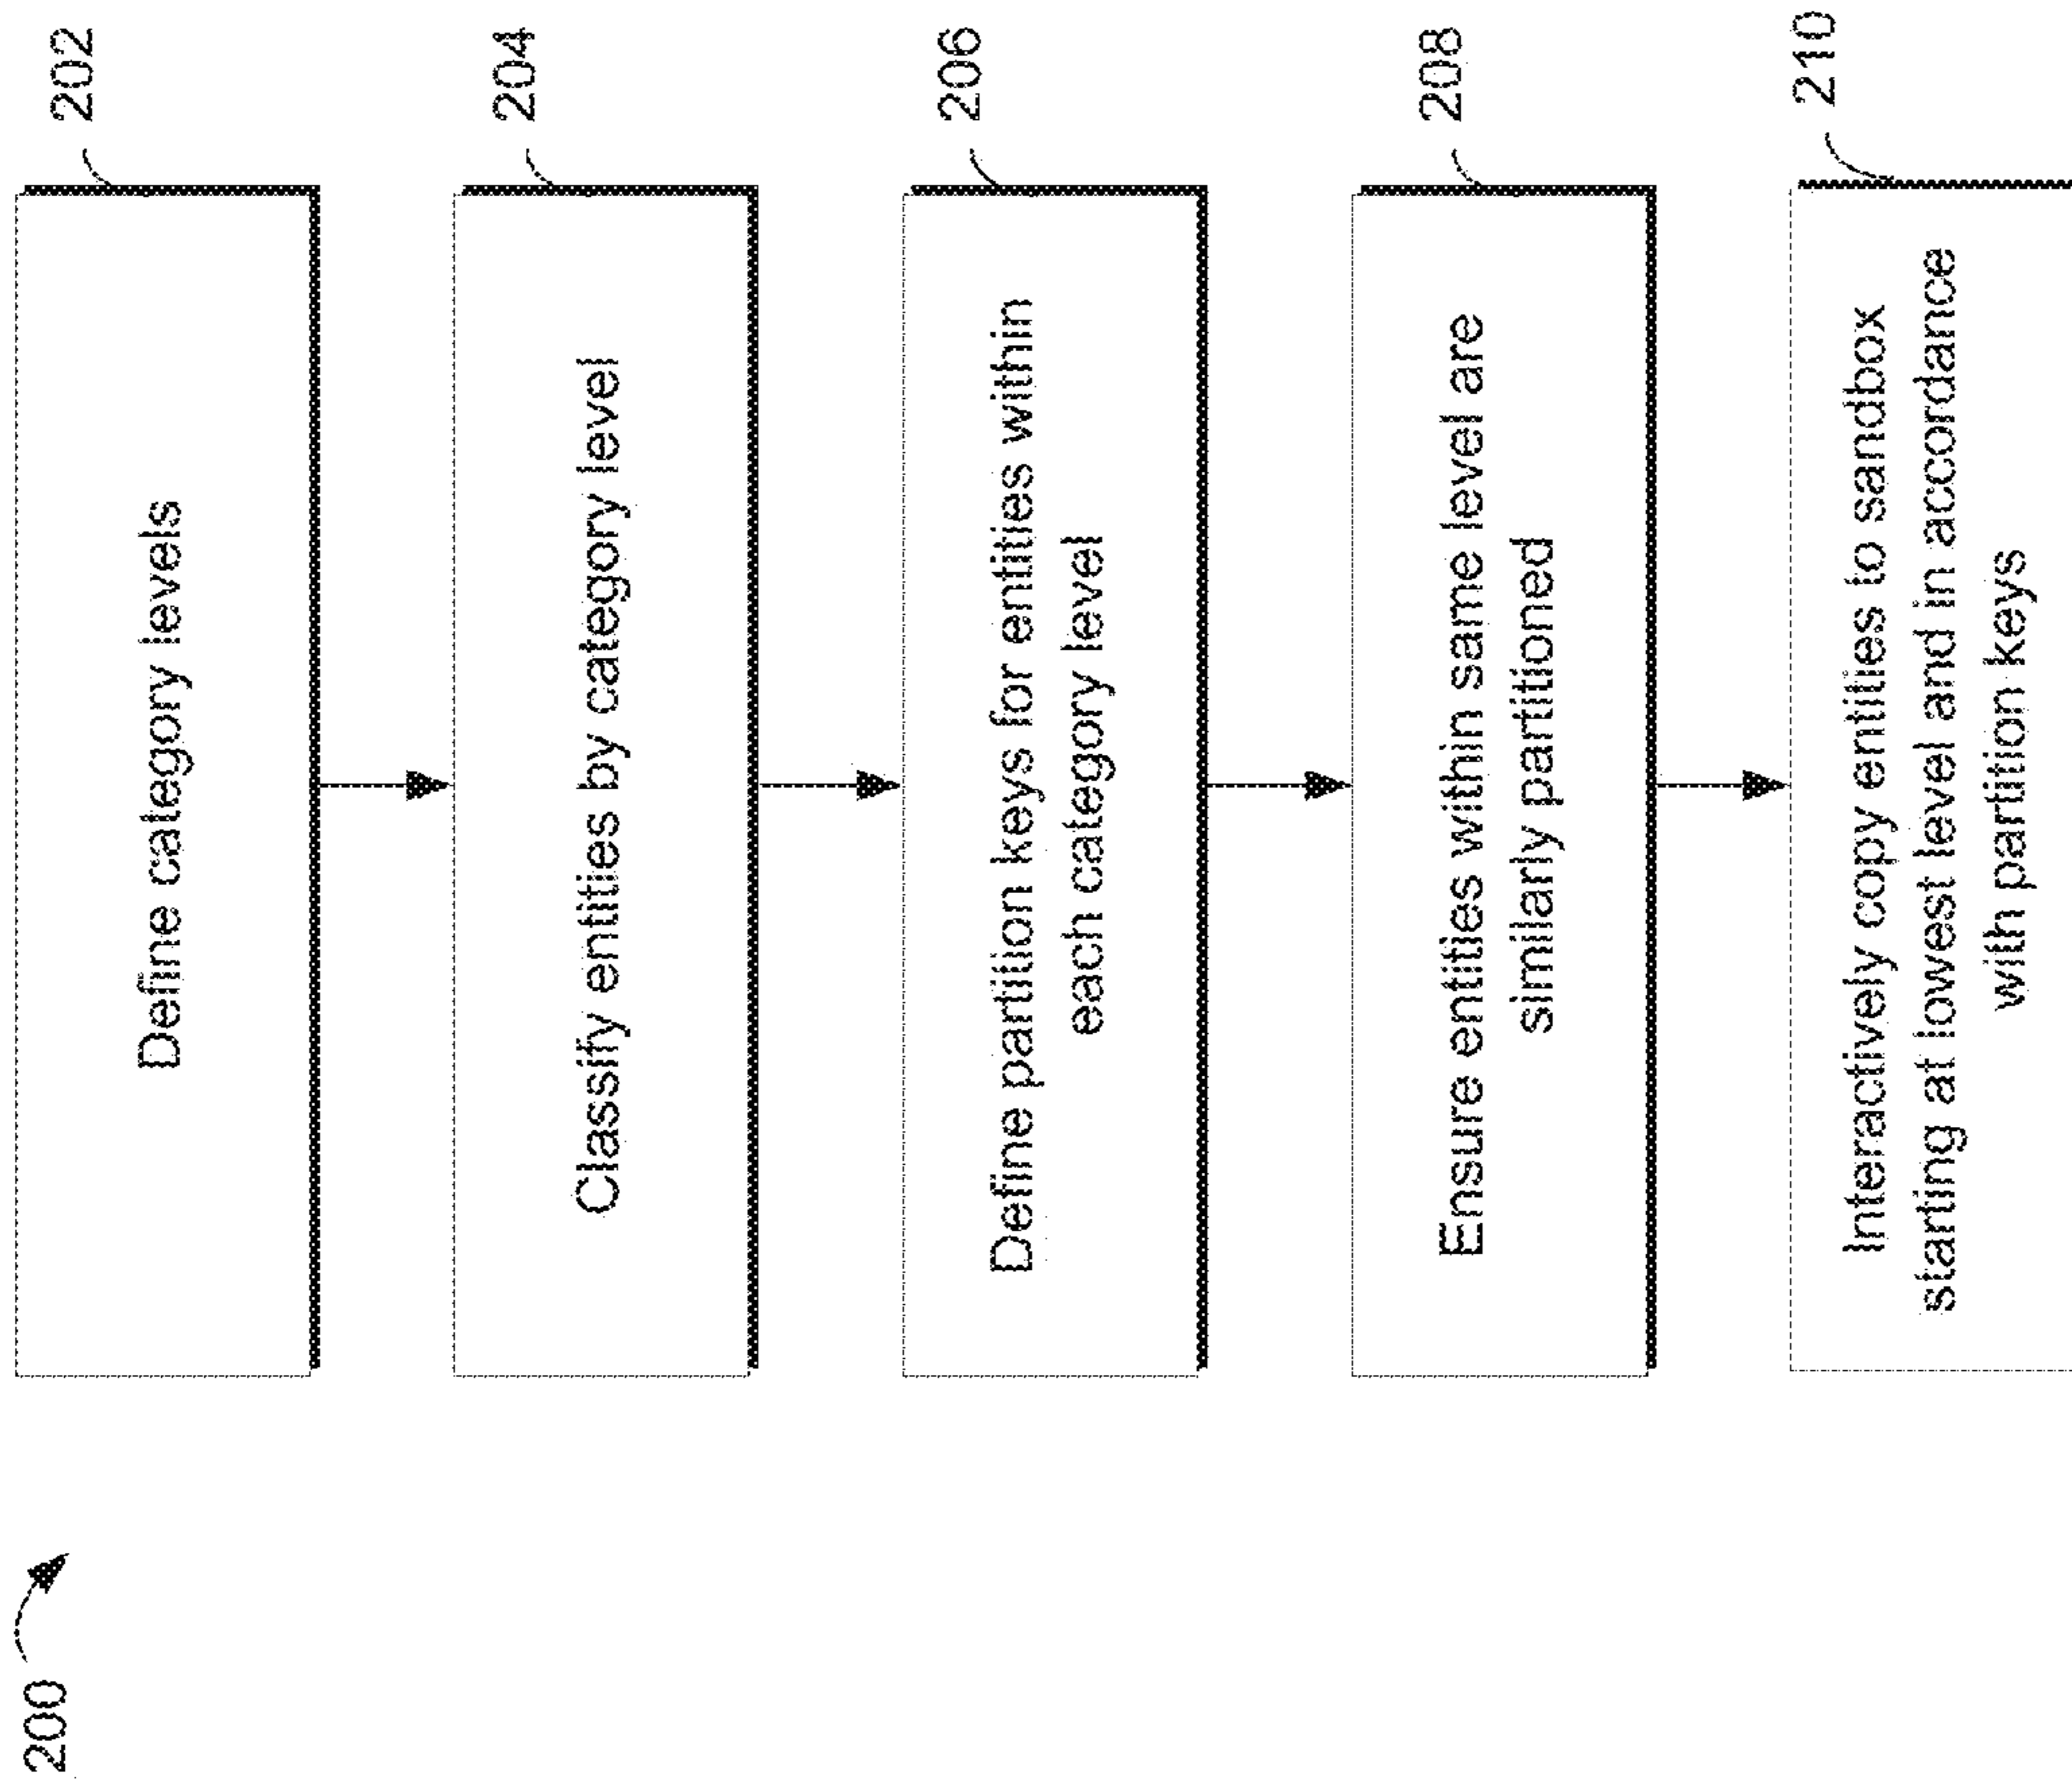 200
202
Define category levels
204
Classify entities by category level
206
Define partition keys for entities within
each category level
208
Ensure entities within same level are
similarly partitioned
210
Interactively copy entities to sandbox
starting at lowest level and in accordance
with partition keys